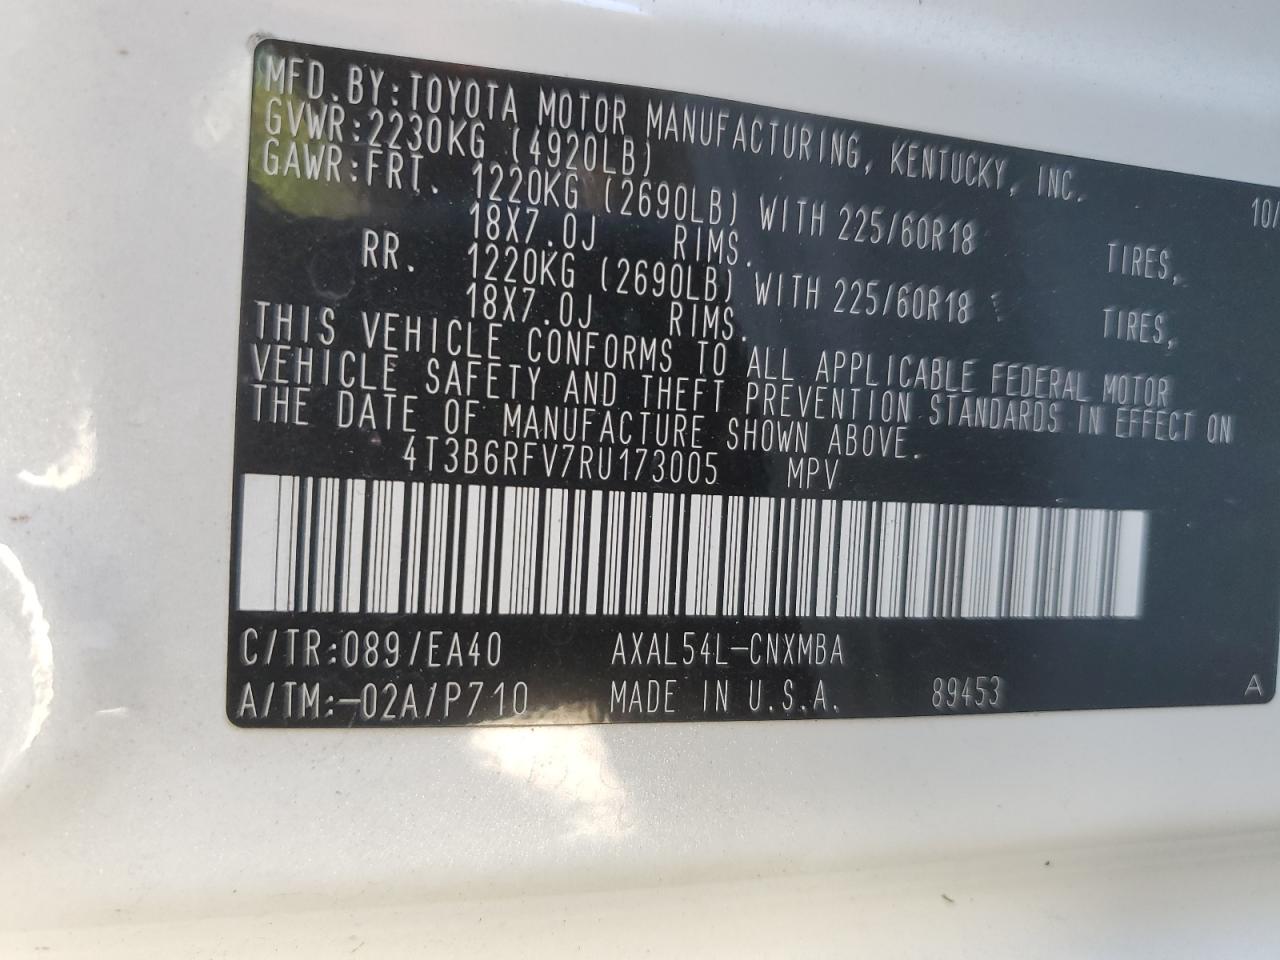 MFD. BY: TOYOTA MOTOR MANUFACTURING, KENTUCKY, INC. 10/
GVWR: 2230KG (4920LB)
GAWR: FRT. 1220KG (2690LB) WITH 225/60R18 TIRES,
18X7.0J RIMS.
RR. 1220KG (2690LB) WITH 225/60R18 TIRES,
18X7.0J RIMS.
THIS VEHICLE CONFORMS TO ALL APPLICABLE FEDERAL MOTOR
VEHICLE SAFETY AND THEFT PREVENTION STANDARDS IN EFFECT ON
THE DATE OF MANUFACTURE SHOWN ABOVE.
4T3B6RFV7RU173005 MPV
C/TR:089/EA40 AXAL54L-CNXMBA
A/TM:-02A/P710 MADE IN U.S.A. 89453 A